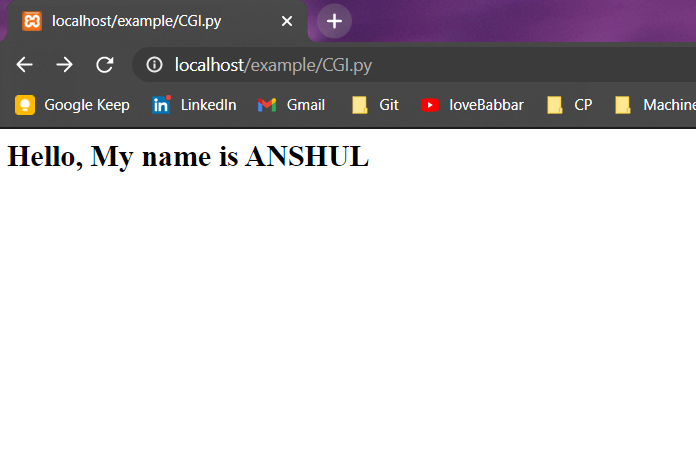 localhost/example/CGI.py
localhost/example/CGI.py
Google Keep LinkedIn Gmail Git loveBabbar CP Machine
Hello, My name is ANSHUL